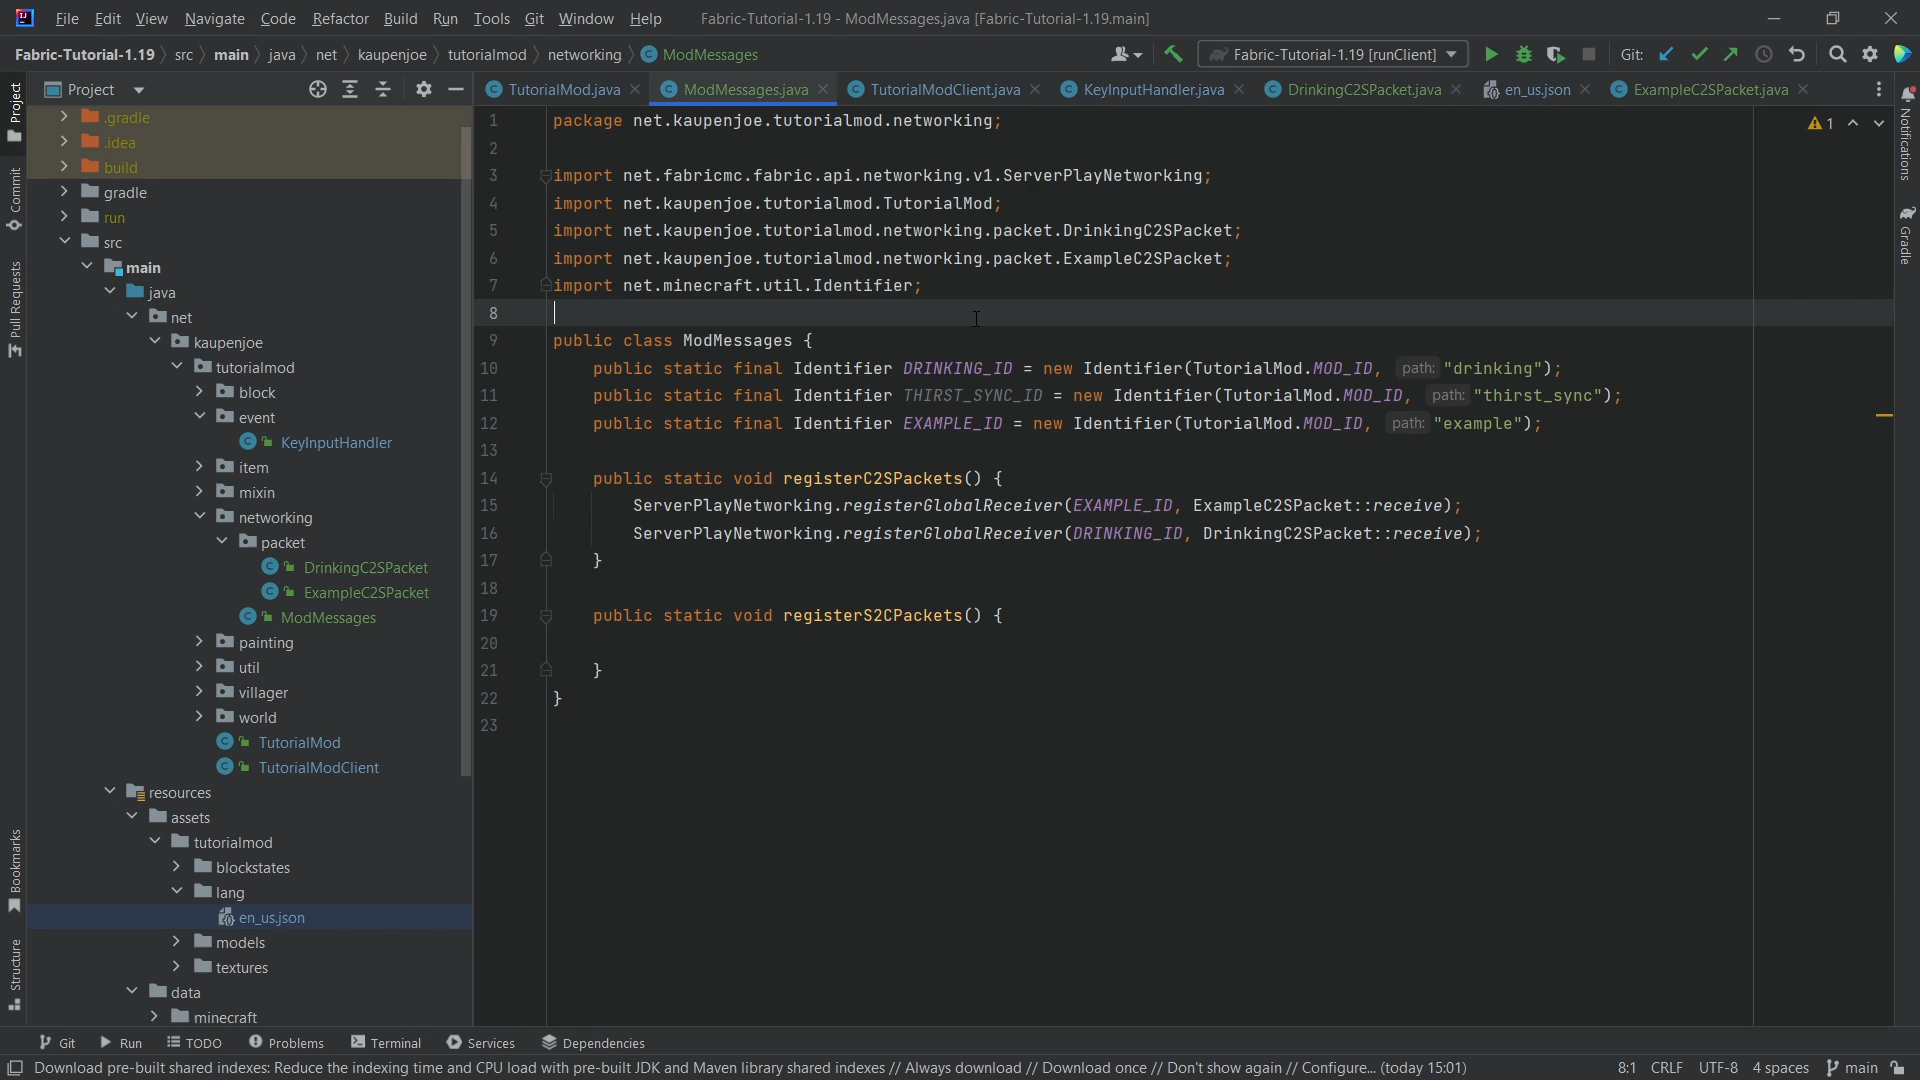 File Edit View Navigate Code Refactor Build Run Tools Git Window Help Fabric-Tutorial-1.19 - ModMessages.java [Fabric-Tutorial-1.19.main]
Fabric-Tutorial-1.19 src main java net kaupenjoe tutorialmod networking ModMessages Fabric-Tutorial-1.19 [runClient] Git:
Project
TutorialMod.java ModMessages.java TutorialModClient.java KeyInputHandler.java DrinkingC2SPacket.java en_us.json ExampleC2SPacket.java
Project
Commit
Pull Requests
Bookmarks
Structure
.gradle
.idea
build
gradle
run
src
main
java
net
kaupenjoe
tutorialmod
block
event
KeyInputHandler
item
mixin
networking
packet
DrinkingC2SPacket
ExampleC2SPacket
ModMessages
painting
util
villager
world
TutorialMod
TutorialModClient
resources
assets
tutorialmod
blockstates
lang
en_us.json
models
textures
data
minecraft
1 package net.kaupenjoe.tutorialmod.networking;
2
3 import net.fabricmc.fabric.api.networking.v1.ServerPlayNetworking;
4 import net.kaupenjoe.tutorialmod.TutorialMod;
5 import net.kaupenjoe.tutorialmod.networking.packet.DrinkingC2SPacket;
6 import net.kaupenjoe.tutorialmod.networking.packet.ExampleC2SPacket;
7 import net.minecraft.util.Identifier;
8
9 public class ModMessages {
10 public static final Identifier DRINKING_ID = new Identifier(TutorialMod.MOD_ID, path: "drinking");
11 public static final Identifier THIRST_SYNC_ID = new Identifier(TutorialMod.MOD_ID, path: "thirst_sync");
12 public static final Identifier EXAMPLE_ID = new Identifier(TutorialMod.MOD_ID, path: "example");
13
14 public static void registerC2SPackets() {
15 ServerPlayNetworking.registerGlobalReceiver(EXAMPLE_ID, ExampleC2SPacket::receive);
16 ServerPlayNetworking.registerGlobalReceiver(DRINKING_ID, DrinkingC2SPacket::receive);
17 }
18
19 public static void registerS2CPackets() {
20
21 }
22 }
23
1
Notifications
Gradle
Git Run TODO Problems Terminal Services Dependencies
Download pre-built shared indexes: Reduce the indexing time and CPU load with pre-built JDK and Maven library shared indexes // Always download // Download once // Don't show again // Configure... (today 15:01) 8:1 CRLF UTF-8 4 spaces main